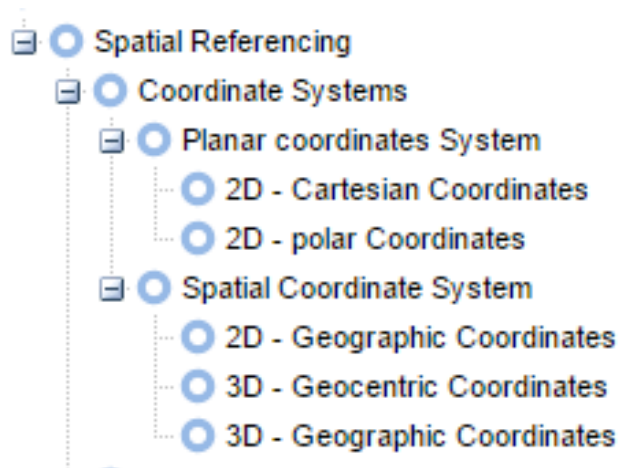 Spatial Referencing
Coordinate Systems
Planar coordinates System
2D - Cartesian Coordinates
2D - polar Coordinates
Spatial Coordinate System
2D - Geographic Coordinates
3D - Geocentric Coordinates
3D - Geographic Coordinates